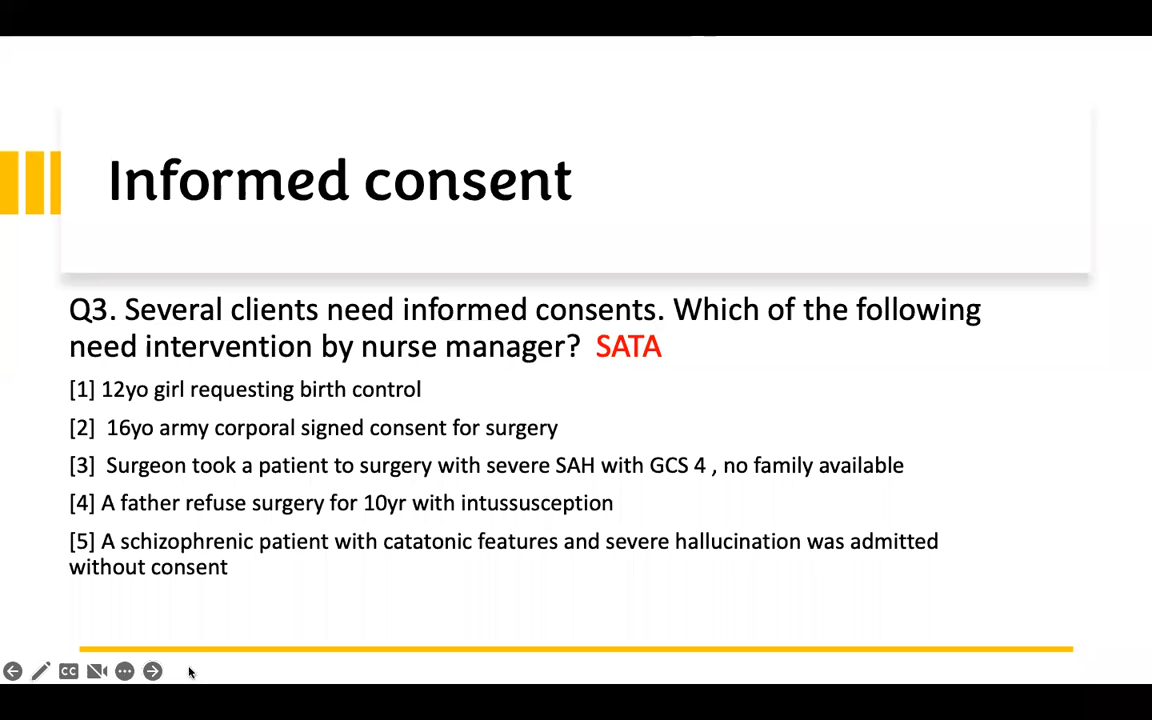 Informed consent
Q3. Several clients need informed consents. Which of the following
need intervention by nurse manager? SATA
[1] 12yo girl requesting birth control
[2] 16yo army corporal signed consent for surgery
[3] Surgeon took a patient to surgery with severe SAH with GCS 4 , no family available
[4] A father refuse surgery for 10yr with intussusception
[5] A schizophrenic patient with catatonic features and severe hallucination was admitted
without consent
CC